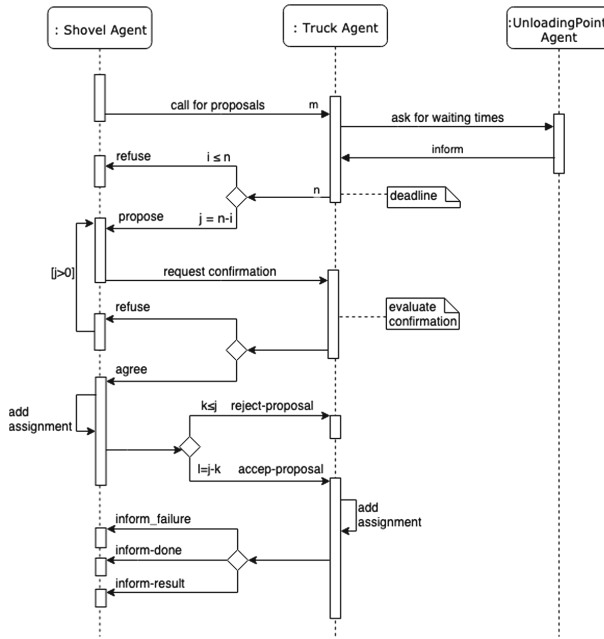 : Shovel Agent
: Truck Agent
:UnloadingPoint
Agent
call for proposals
m
ask for waiting times
inform
refuse
i ≤ n
n
deadline
propose
j = n-i
[j>0]
request confirmation
refuse
evaluate
confirmation
agree
add
assignment
k≤j
reject-proposal
l=j-k
accep-proposal
add
assignment
inform_failure
inform-done
inform-result